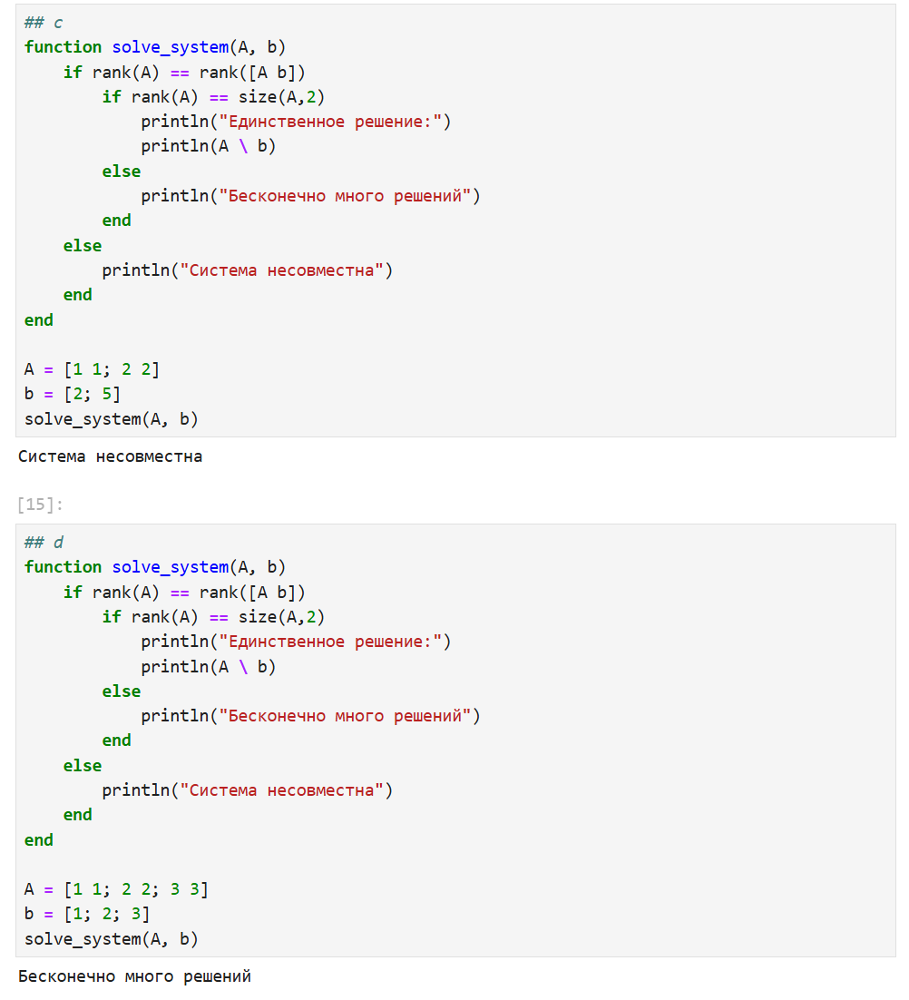 ## c
function solve_system(A, b)
    if rank(A) == rank([A b])
        if rank(A) == size(A,2)
            println("Единственное решение:")
            println(A \ b)
        else
            println("Бесконечно много решений")
        end
    else
        println("Система несовместна")
    end
end

A = [1 1; 2 2]
b = [2; 5]
solve_system(A, b)
Система несовместна
[15]:
## d
function solve_system(A, b)
    if rank(A) == rank([A b])
        if rank(A) == size(A,2)
            println("Единственное решение:")
            println(A \ b)
        else
            println("Бесконечно много решений")
        end
    else
        println("Система несовместна")
    end
end

A = [1 1; 2 2; 3 3]
b = [1; 2; 3]
solve_system(A, b)
Бесконечно много решений